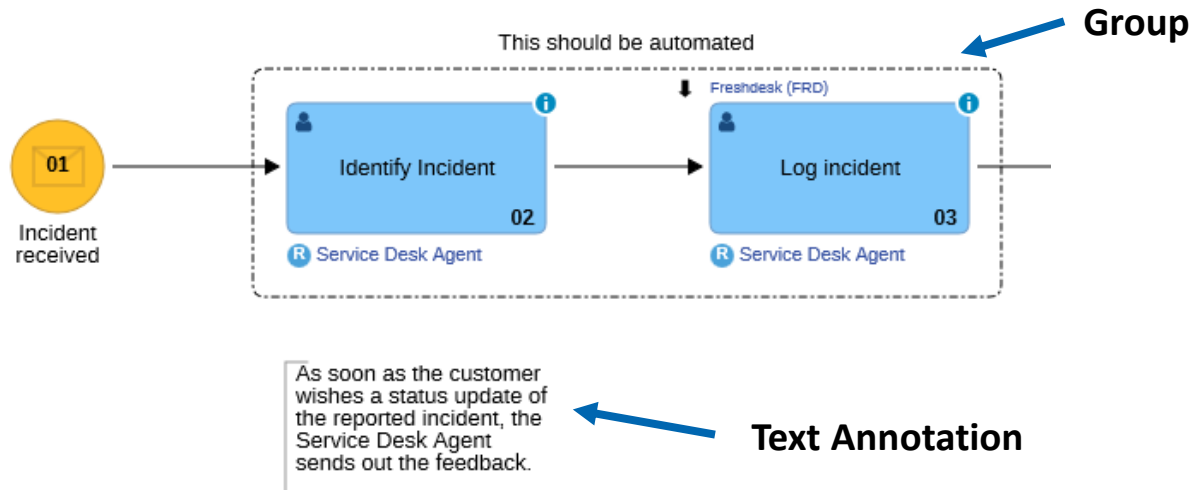 Group
This should be automated
Freshdesk (FRD)
01
Identify Incident
Log incident
02
03
Incident
received
R Service Desk Agent
R Service Desk Agent
As soon as the customer
wishes a status update of
the reported incident, the
Service Desk Agent
sends out the feedback.
Text Annotation